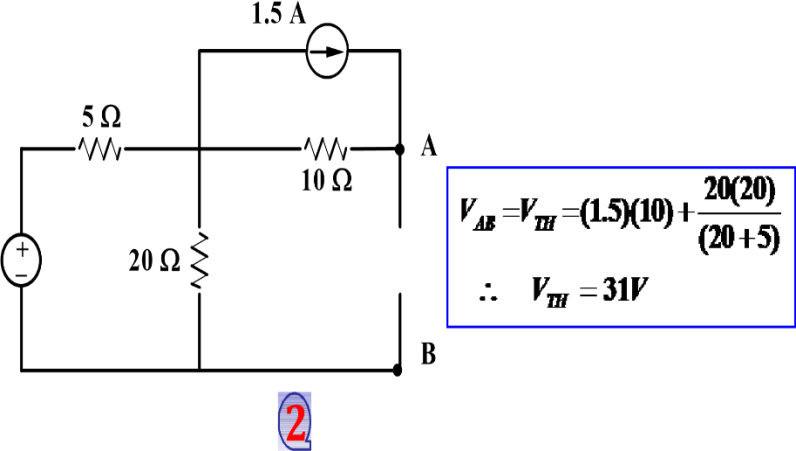 1.5 A
5 Ω
A
10 Ω
+
−
20 Ω
B
V_AB = V_TH = (1.5)(10) + 20(20)/(20 + 5)
∴ V_TH = 31V
2